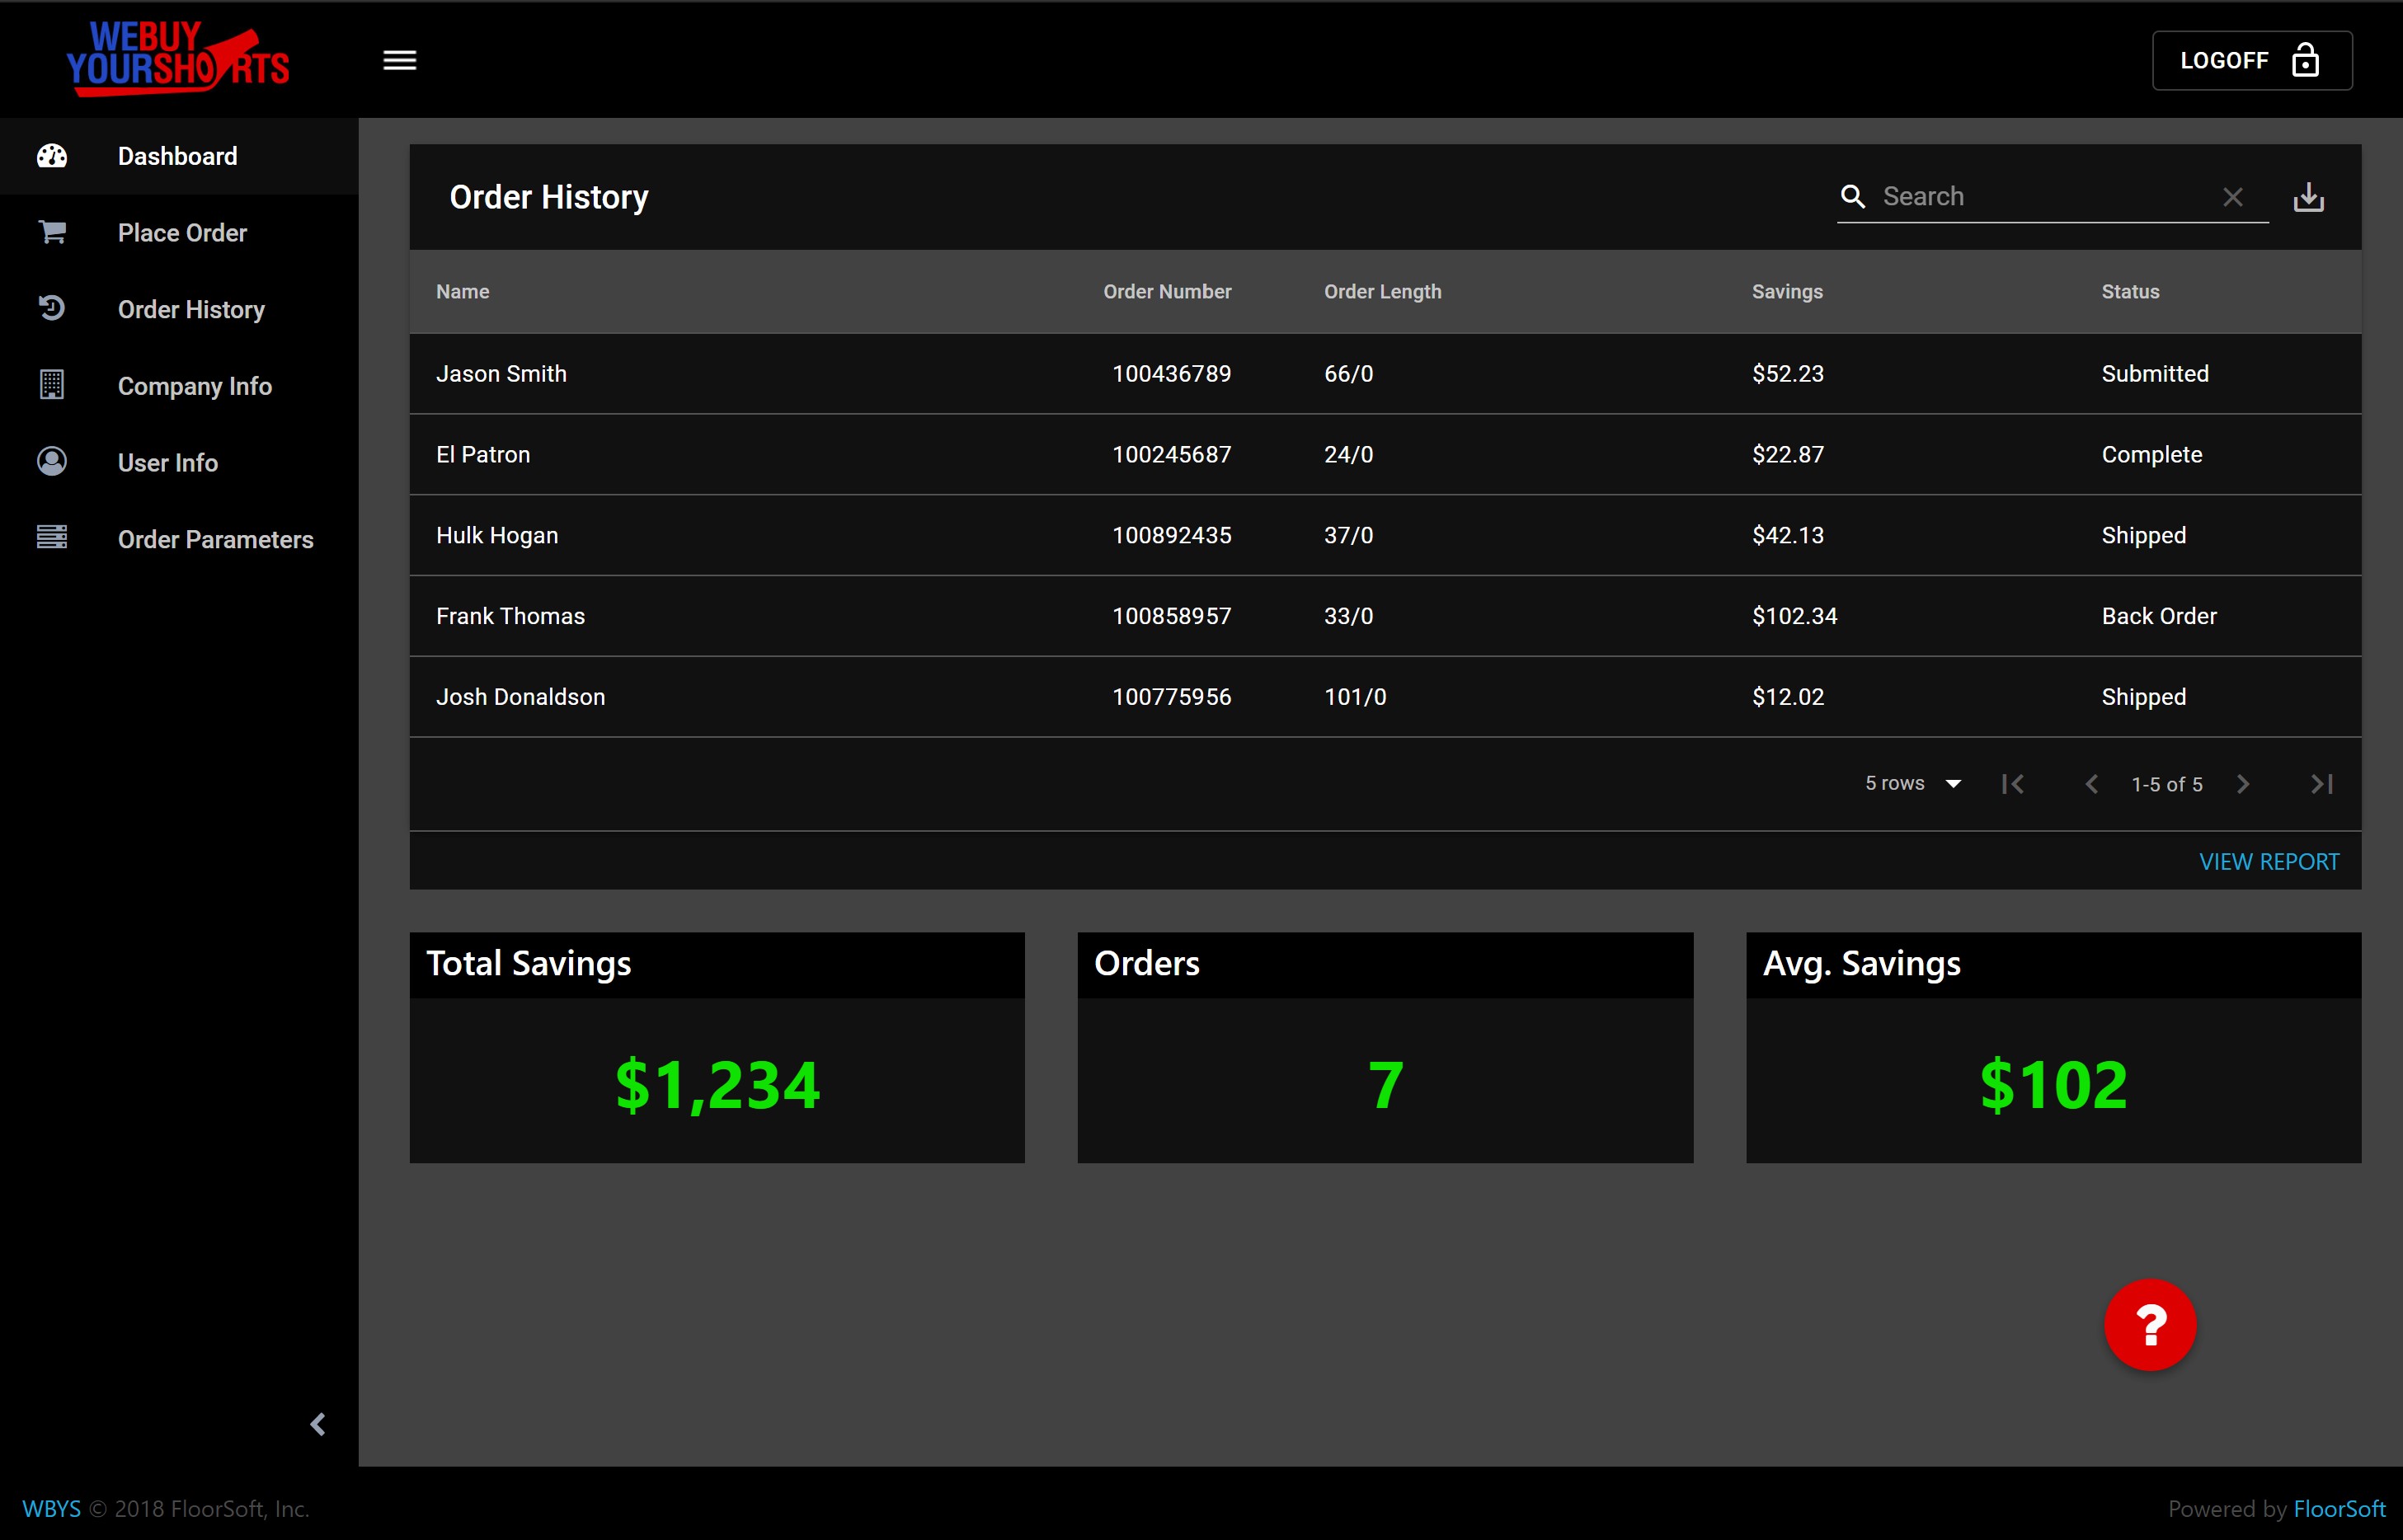 WEBUY
YOURSHORTS
LOGOFF
Dashboard
Place Order
Order History
Company Info
User Info
Order Parameters
Order History
Search
Name Order Number Order Length Savings Status
Jason Smith 100436789 66/0 $52.23 Submitted
El Patron 100245687 24/0 $22.87 Complete
Hulk Hogan 100892435 37/0 $42.13 Shipped
Frank Thomas 100858957 33/0 $102.34 Back Order
Josh Donaldson 100775956 101/0 $12.02 Shipped
5 rows 1-5 of 5
VIEW REPORT
Total Savings
$1,234
Orders
7
Avg. Savings
$102
?
WBYS © 2018 FloorSoft, Inc.
Powered by FloorSoft